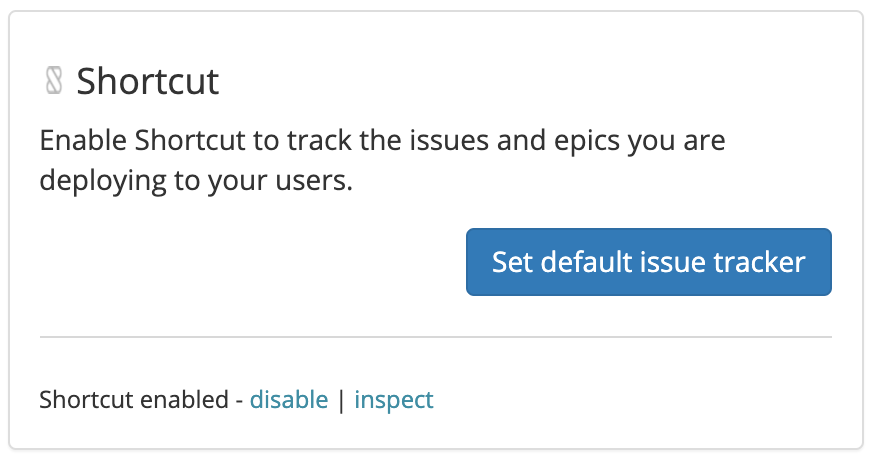 Shortcut
Enable Shortcut to track the issues and epics you are
deploying to your users.
Set default issue tracker
Shortcut enabled - disable | inspect